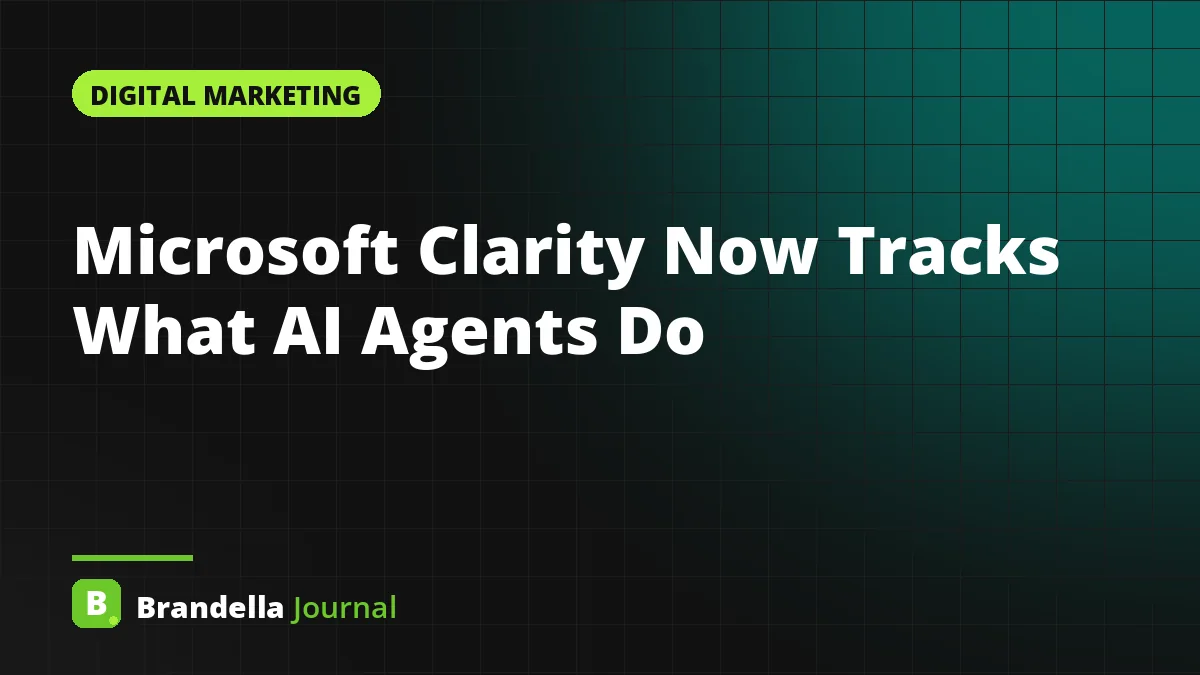 DIGITAL MARKETING
Microsoft Clarity Now Tracks
What AI Agents Do
B
Brandella Journal